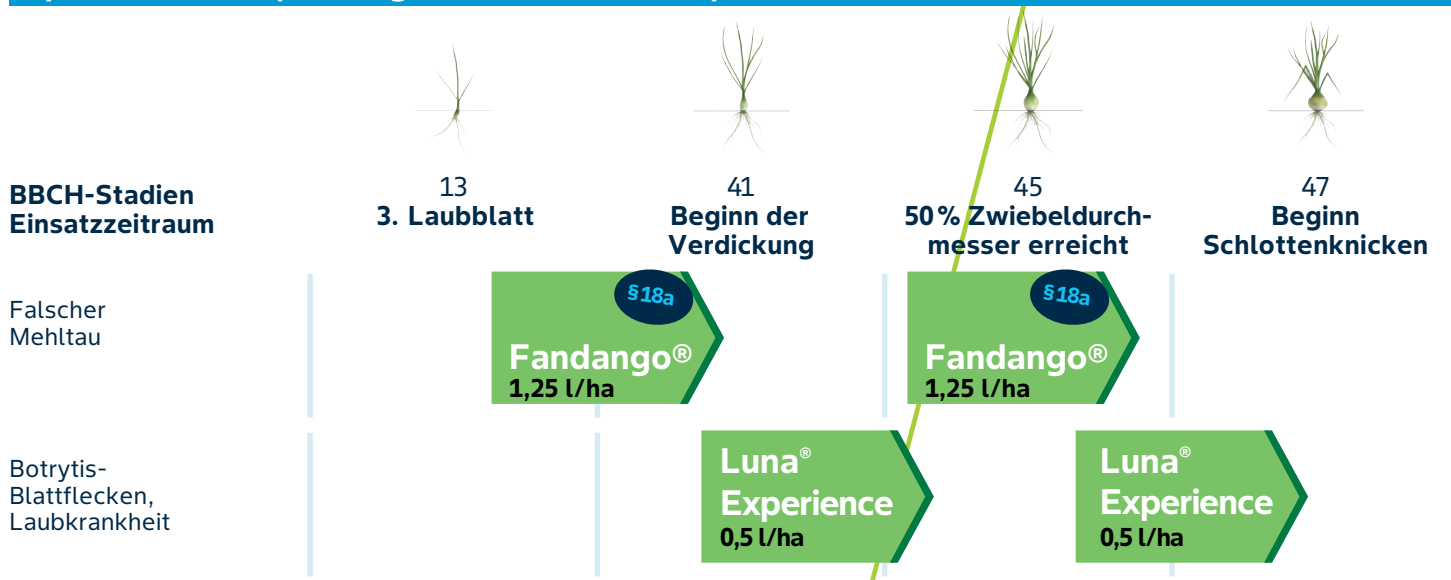 13
41
45
47
BBCH-Stadien
Einsatzzeitraum
3. Laubblatt
Beginn der
Verdickung
50 % Zwiebeldurch-
messer erreicht
Beginn
Schlottenknicken
Falscher
Mehltau
§18a
Fandango®
1,25 l/ha
§18a
Fandango®
1,25 l/ha
Botrytis-
Blattflecken,
Laubkrankheit
Luna®
Experience
0,5 l/ha
Luna®
Experience
0,5 l/ha